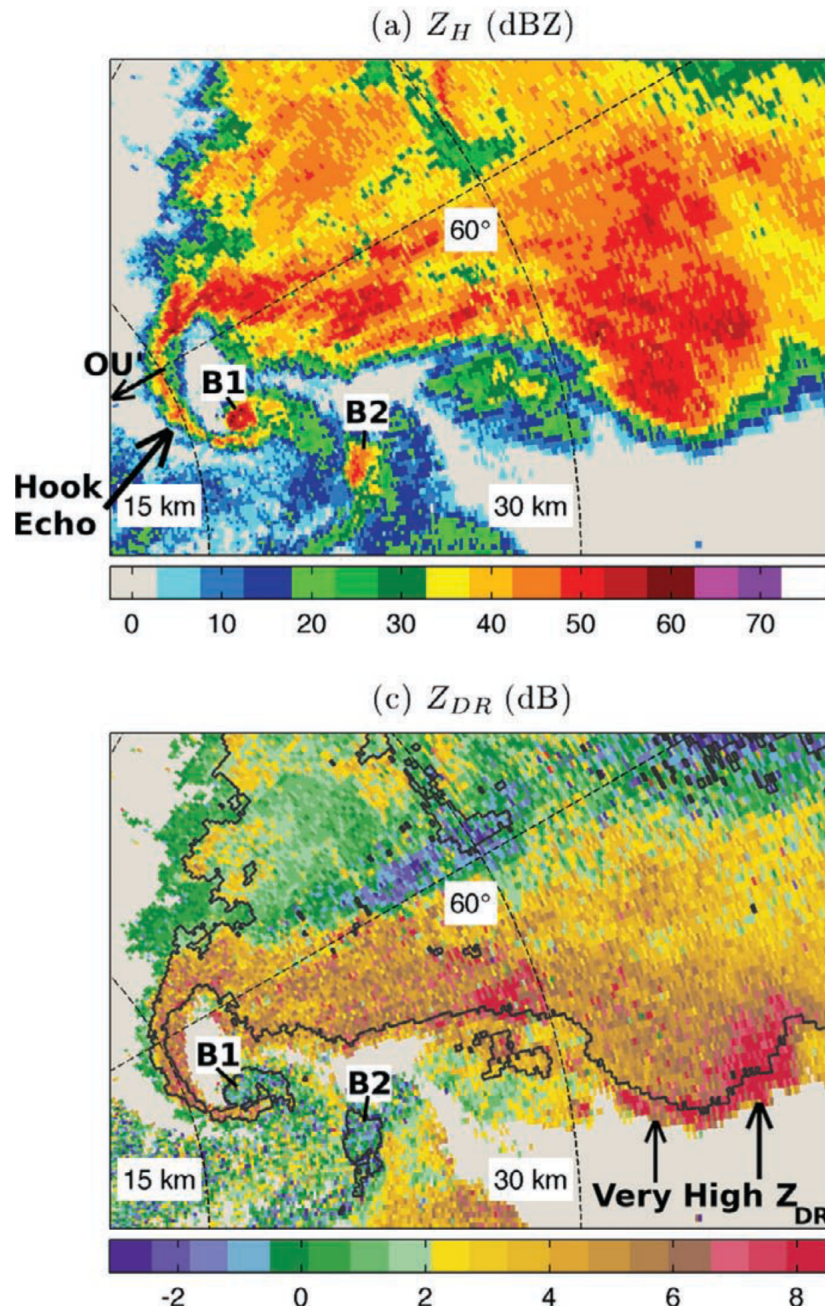 (a) Z_H (dBZ)
60°
OU'
B1
B2
Hook
Echo
15 km
30 km
0 10 20 30 40 50 60 70
(c) Z_DR (dB)
60°
B1
B2
15 km
30 km
Very High Z_DR
-2 0 2 4 6 8